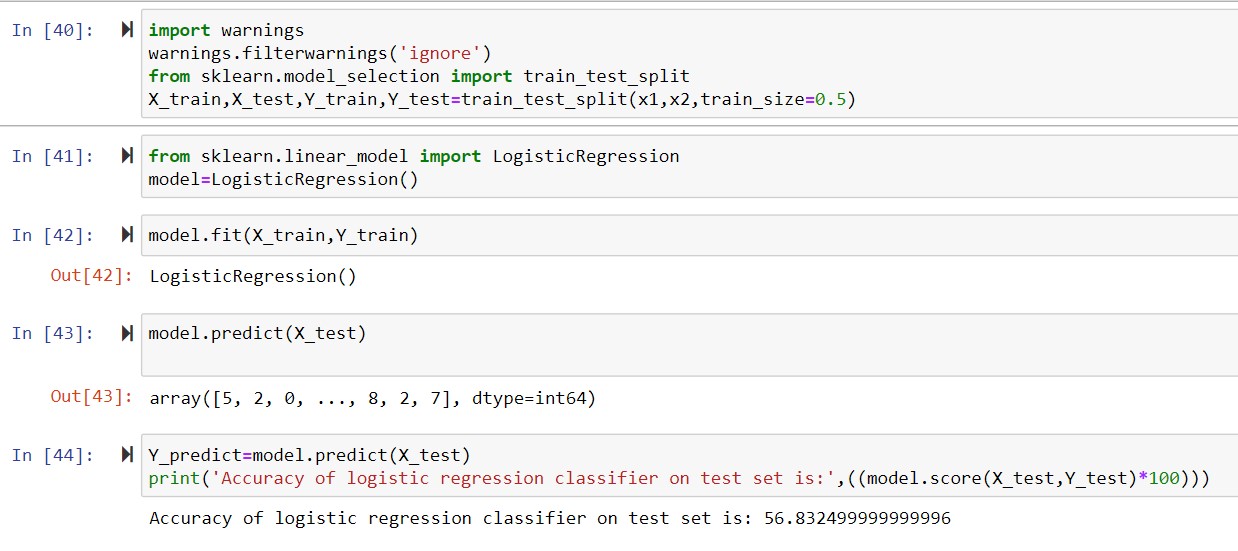 In [40]:
import warnings
warnings.filterwarnings('ignore')
from sklearn.model_selection import train_test_split
X_train,X_test,Y_train,Y_test=train_test_split(x1,x2,train_size=0.5)
In [41]:
from sklearn.linear_model import LogisticRegression
model=LogisticRegression()
In [42]:
model.fit(X_train,Y_train)
Out[42]: LogisticRegression()
In [43]:
model.predict(X_test)
Out[43]: array([5, 2, 0, ..., 8, 2, 7], dtype=int64)
In [44]:
Y_predict=model.predict(X_test)
print('Accuracy of logistic regression classifier on test set is:',((model.score(X_test,Y_test)*100)))
Accuracy of logistic regression classifier on test set is: 56.832499999999996